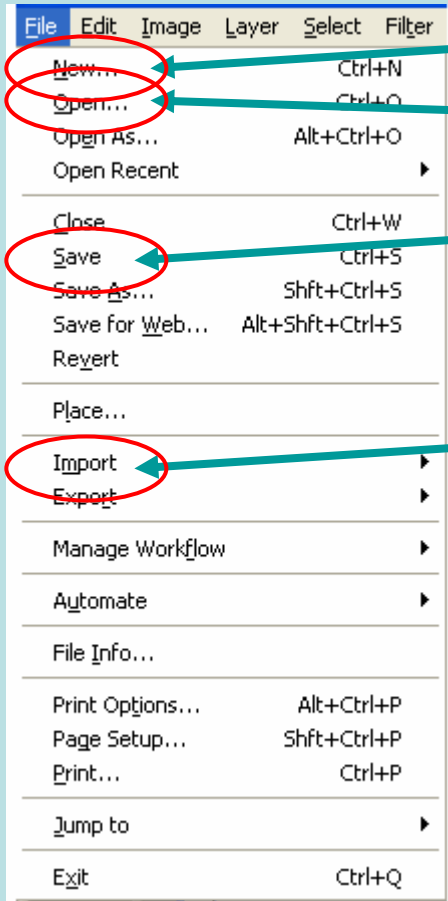 File Edit Image Layer Select Filter
New... Ctrl+N
Open... Ctrl+O
Open As... Alt+Ctrl+O
Open Recent
Close Ctrl+W
Save Ctrl+S
Save As... Shft+Ctrl+S
Save for Web... Alt+Shft+Ctrl+S
Revert
Place...
Import
Export
Manage Workflow
Automate
File Info...
Print Options... Alt+Ctrl+P
Page Setup... Shft+Ctrl+P
Print... Ctrl+P
Jump to
Exit Ctrl+Q